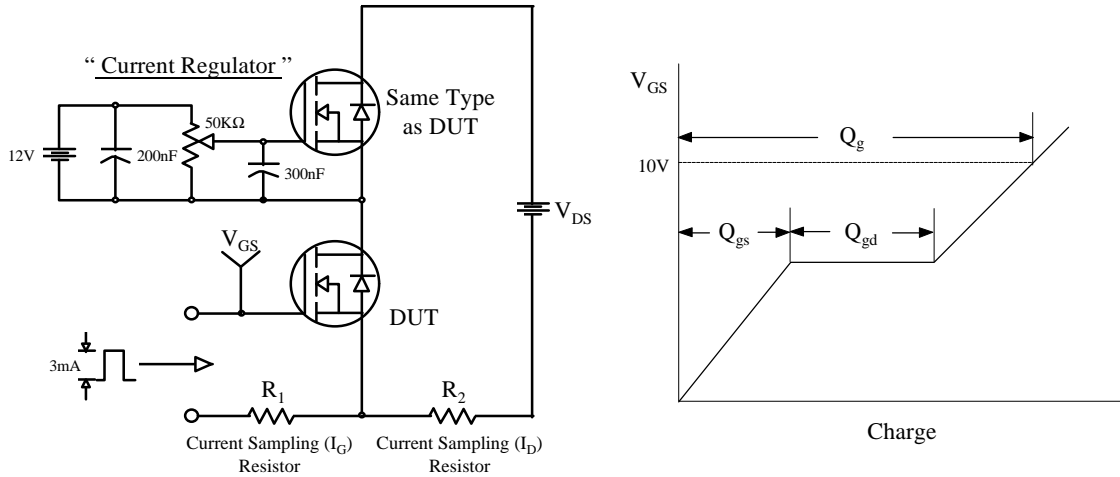 “ Current Regulator ”
12V
200nF
50KΩ
300nF
Same Type
as DUT
V_DS
V_GS
DUT
3mA
R_1
R_2
Current Sampling (I_G)
Resistor
Current Sampling (I_D)
Resistor
V_GS
Q_g
10V
Q_gs
Q_gd
Charge